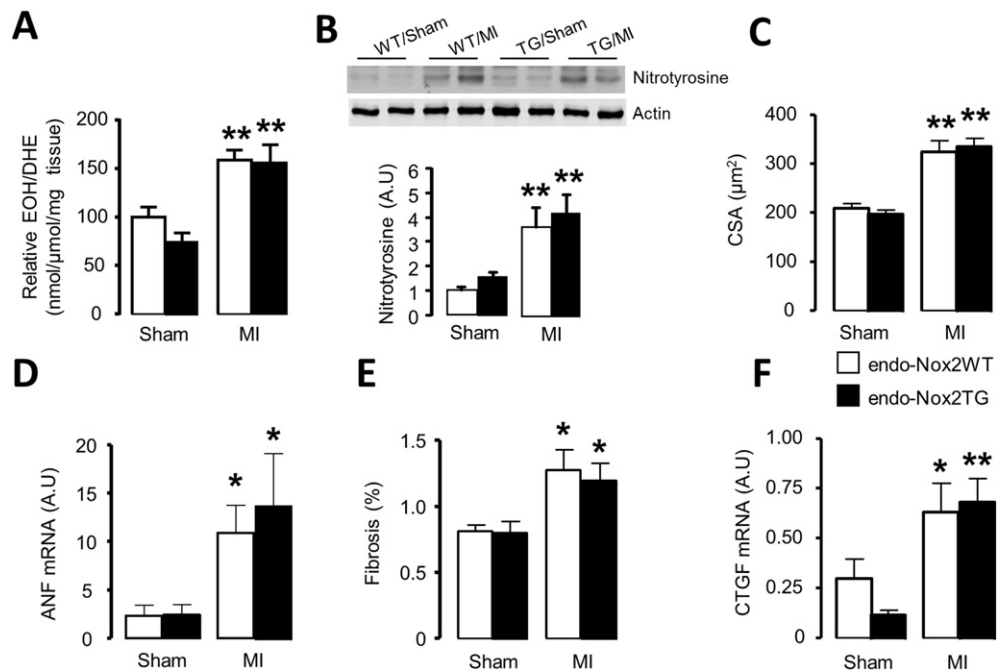 A
Relative EOH/DHE
(nmol/µmol/mg tissue)
200
150
100
50
0
** **
Sham MI
B
WT/Sham WT/MI TG/Sham TG/MI
Nitrotyrosine
Actin
Nitrotyrosine (A.U)
6
5
4
3
2
1
0
** **
Sham MI
C
CSA (µm²)
400
300
200
100
0
** **
Sham MI
endo-Nox2WT
endo-Nox2TG
D
ANF mRNA (A.U)
20
15
10
5
0
* *
Sham MI
E
Fibrosis (%)
1.5
1.0
0.5
0
* *
Sham MI
F
CTGF mRNA (A.U)
1.00
0.75
0.50
0.25
0
* **
Sham MI